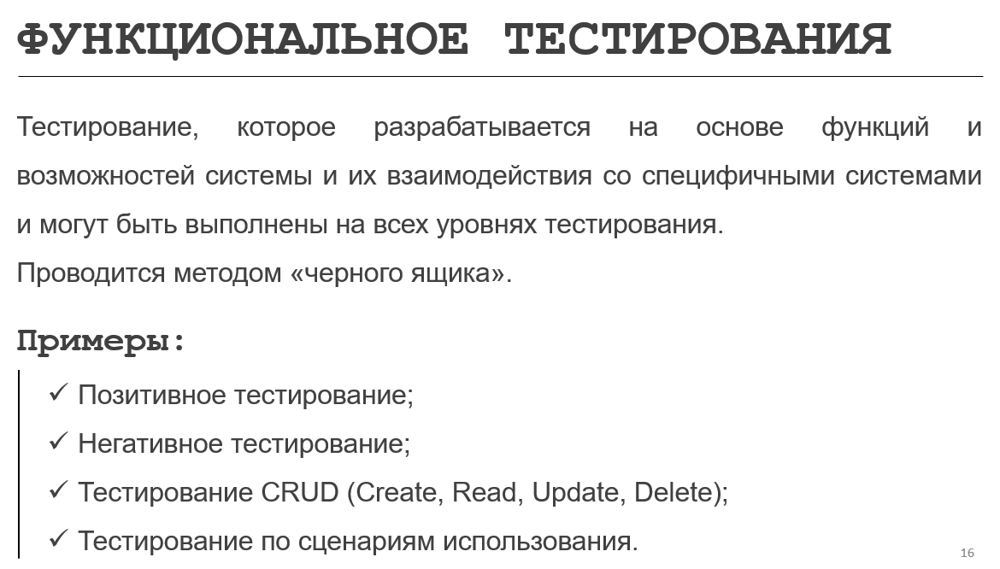 ФУНКЦИОНАЛЬНОЕ ТЕСТИРОВАНИЯ
Тестирование, которое разрабатывается на основе функций и
возможностей системы и их взаимодействия со специфичными системами
и могут быть выполнены на всех уровнях тестирования.
Проводится методом «черного ящика».
Примеры:
✓ Позитивное тестирование;
✓ Негативное тестирование;
✓ Тестирование CRUD (Create, Read, Update, Delete);
✓ Тестирование по сценариям использования.
16